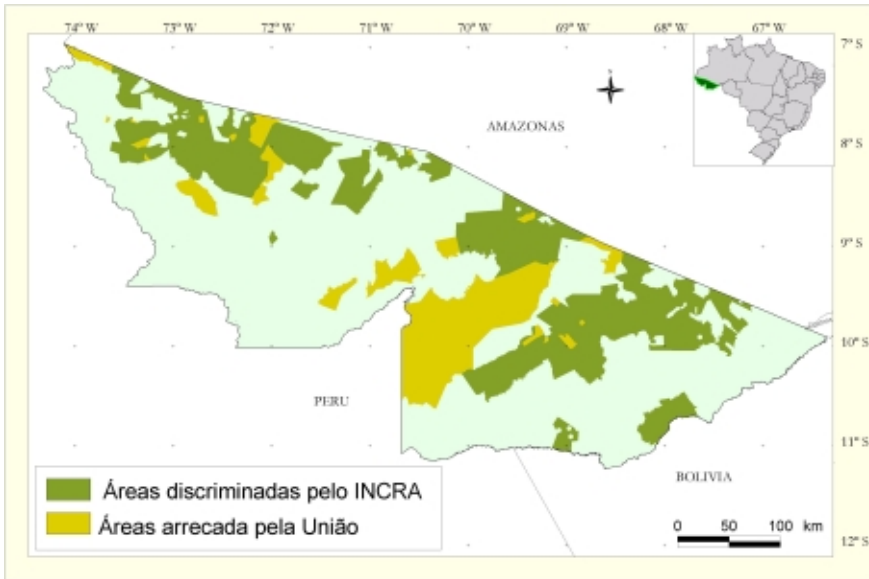 74° W 73° W 72° W 71° W 70° W 69° W 68° W 67° W
7° S
N
AMAZONAS
8° S
9° S
10° S
PERU
11° S
BOLIVIA
Áreas discriminadas pelo INCRA
Áreas arrecada pela União
0 50 100 km
12° S